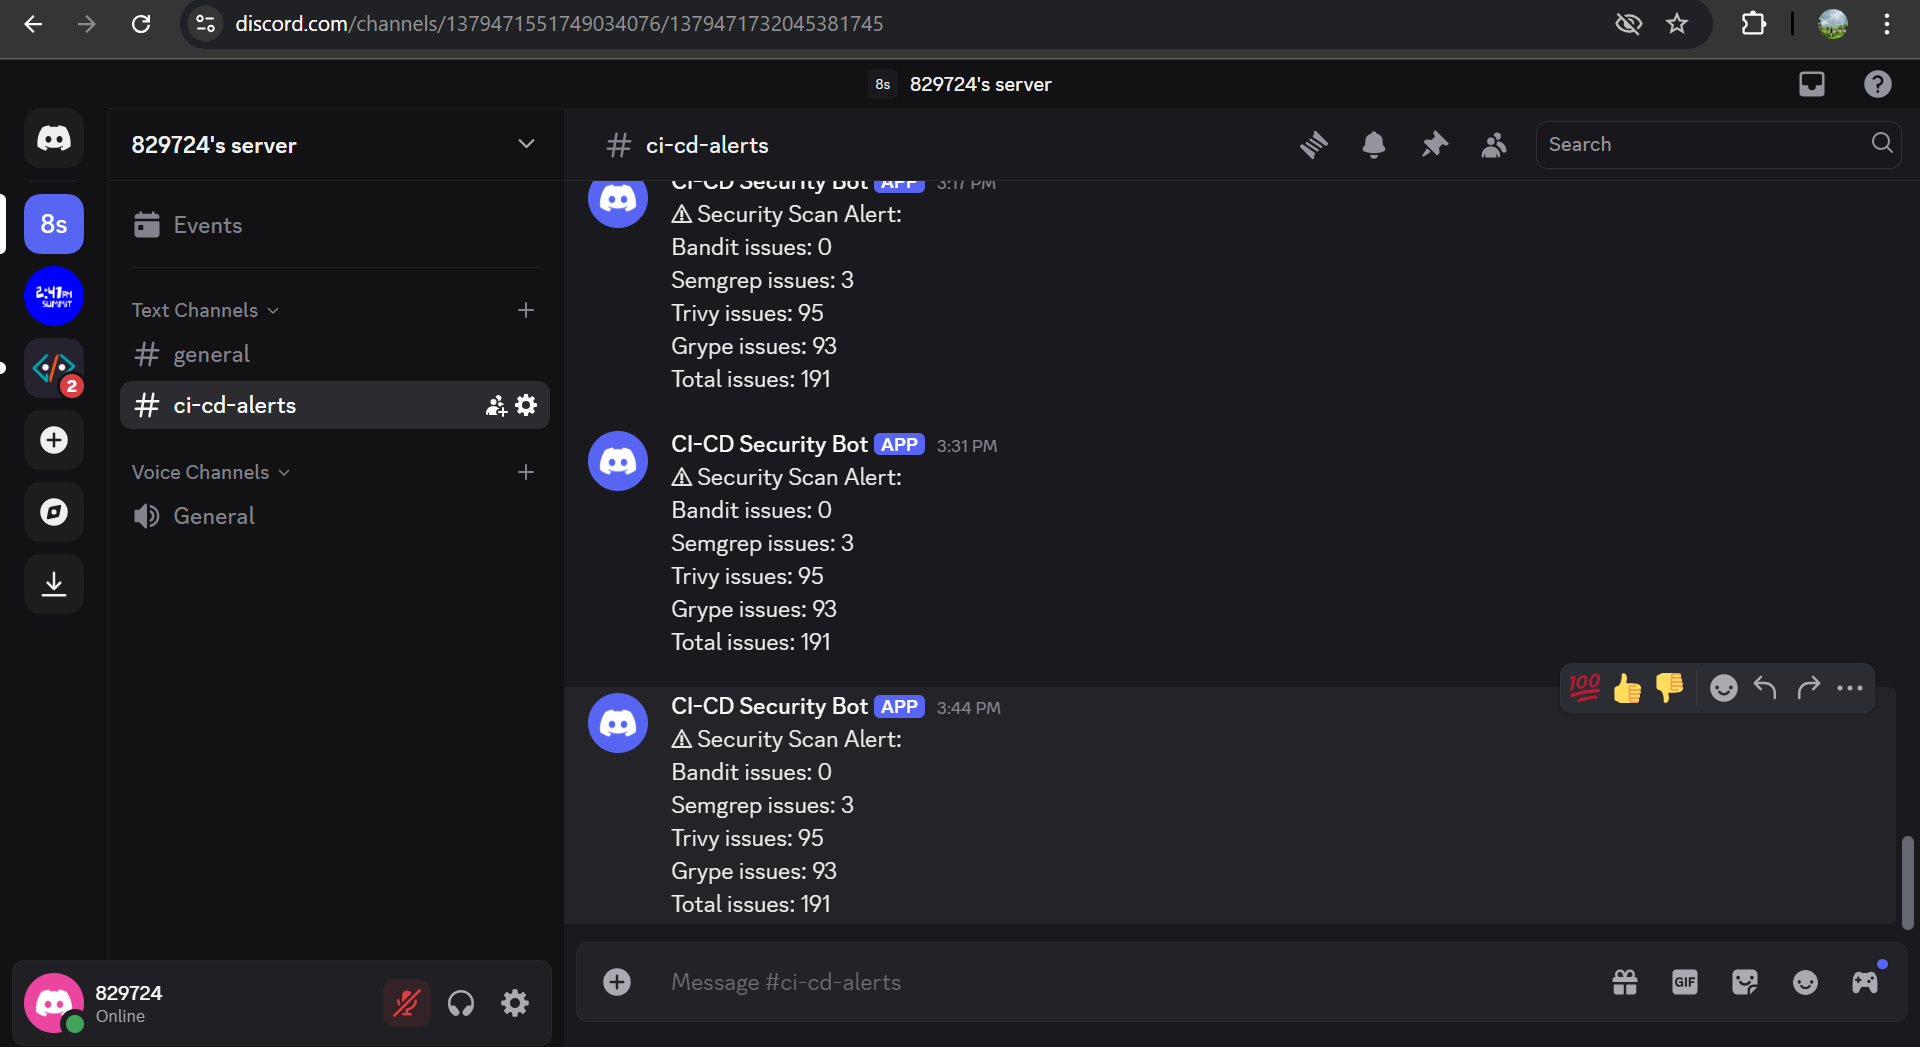 discord.com/channels/1379471551749034076/1379471732045381745
8s 829724's server
829724's server
8s
2:41PM
SUMMIT
2
Events
Text Channels
general
ci-cd-alerts
Voice Channels
General
829724
Online
ci-cd-alerts
Search
CI-CD Security Bot APP 3:17 PM
⚠ Security Scan Alert:
Bandit issues: 0
Semgrep issues: 3
Trivy issues: 95
Grype issues: 93
Total issues: 191
CI-CD Security Bot APP 3:31 PM
⚠ Security Scan Alert:
Bandit issues: 0
Semgrep issues: 3
Trivy issues: 95
Grype issues: 93
Total issues: 191
100
CI-CD Security Bot APP 3:44 PM
⚠ Security Scan Alert:
Bandit issues: 0
Semgrep issues: 3
Trivy issues: 95
Grype issues: 93
Total issues: 191
Message #ci-cd-alerts
GIF